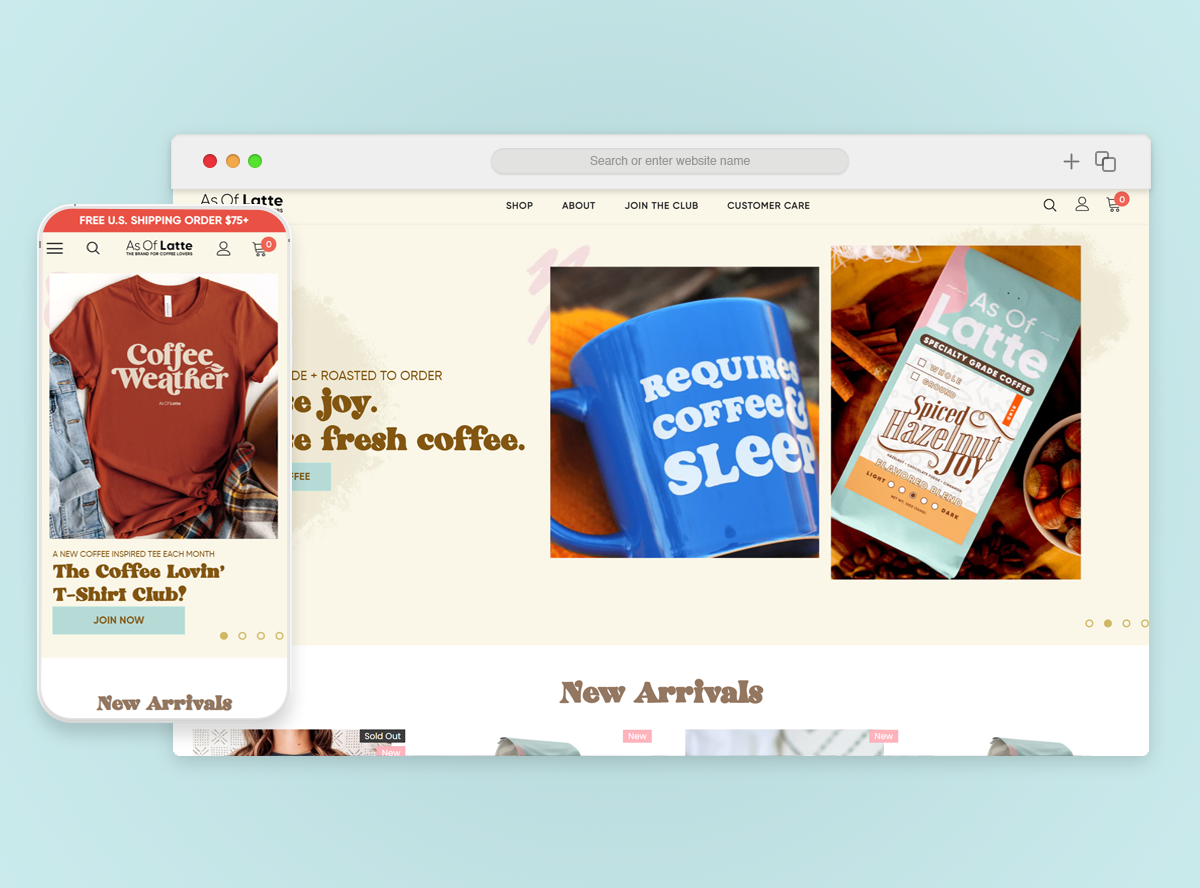 Search or enter website name
As Of Latte
SHOP
ABOUT
JOIN THE CLUB
CUSTOMER CARE
0
DE + ROASTED TO ORDER
e joy.
e fresh coffee.
FFEE
REQUIRES
COFFEE &
SLEEP
As Of
Latte
SPECIALTY GRADE COFFEE
WHOLE
GROUND
Spiced
Hazelnut
Joy
FLAVORED BLEND
LIGHT
DARK
New Arrivals
Sold Out
New
New
New
FREE U.S. SHIPPING ORDER $75+
As Of Latte
THE BRAND FOR COFFEE LOVERS
0
Coffee
Weather
As Of Latte
A NEW COFFEE INSPIRED TEE EACH MONTH
The Coffee Lovin'
T-Shirt Club!
JOIN NOW
New Arrivals